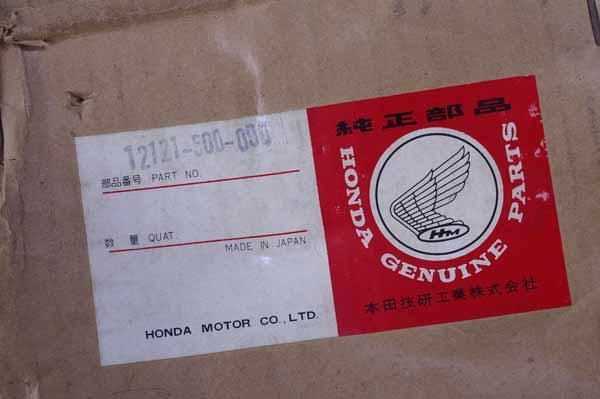 12121-500-000
部品番号 PART NO.
数 量 QUAT.
MADE IN JAPAN
HONDA MOTOR CO., LTD.
純正部品
HONDA GENUINE PARTS
HM
本田技研工業株式会社